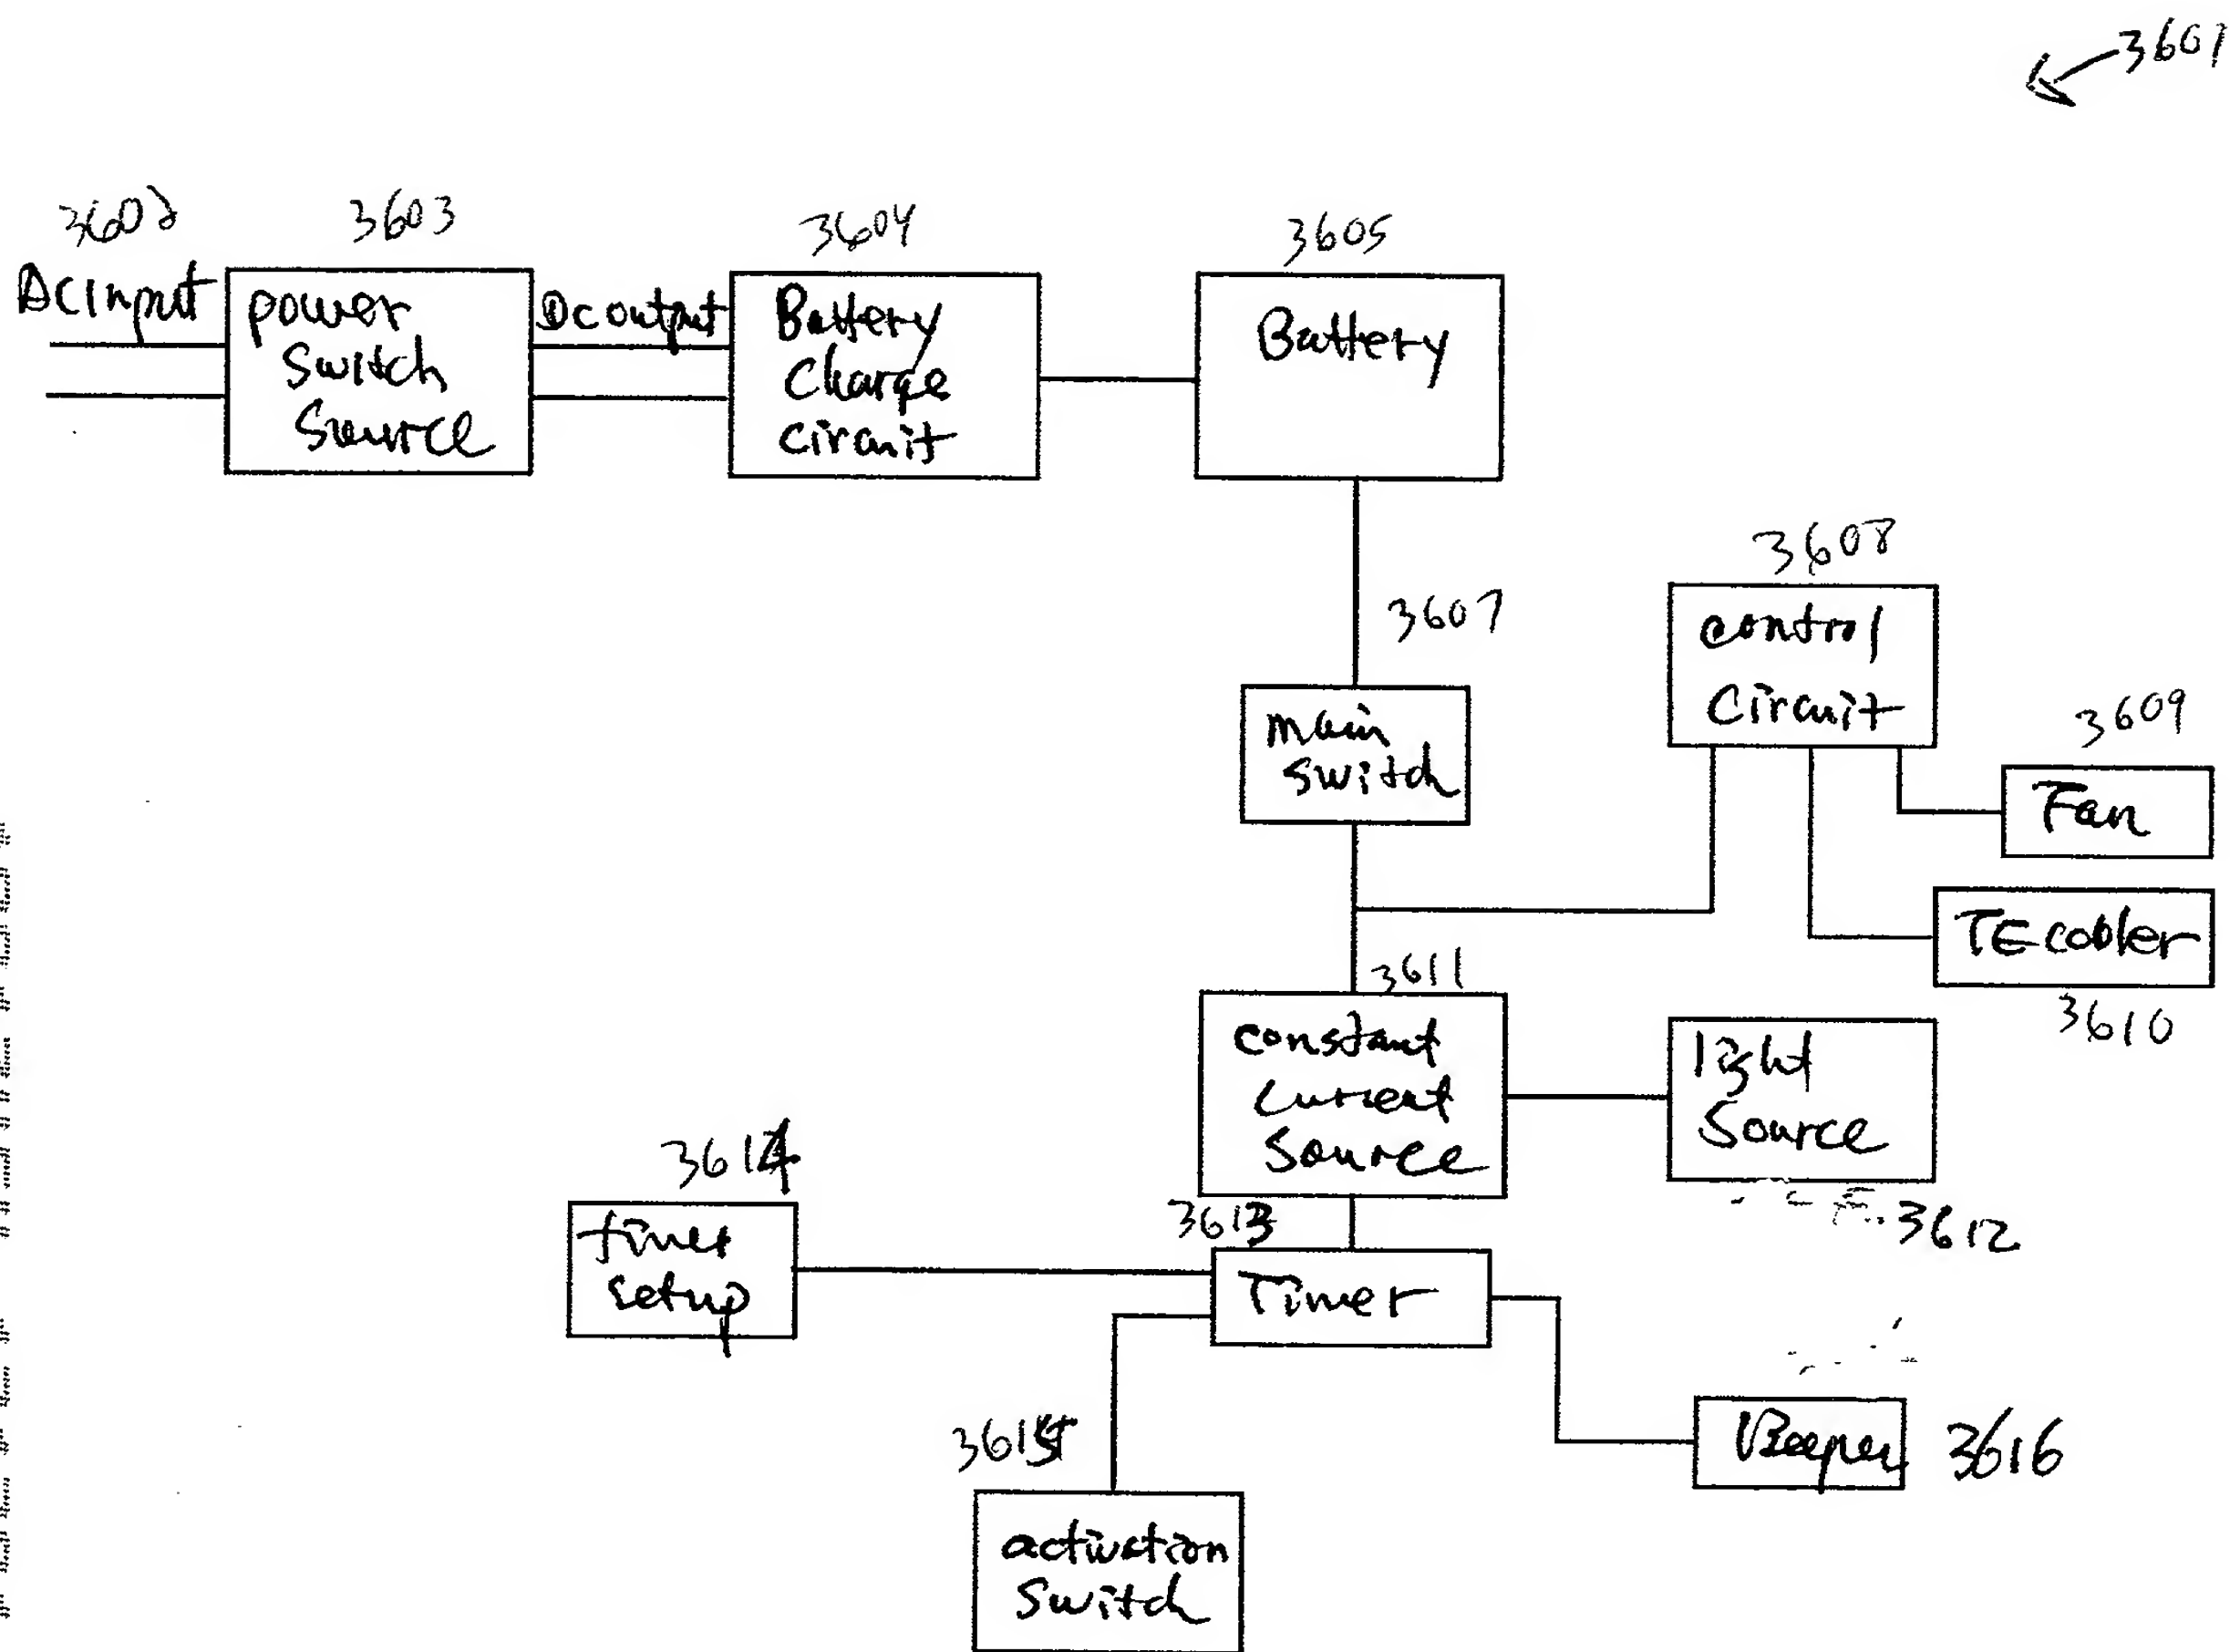 3601
3602
3603
3604
3605
AC Input
power
switch
source
DC output
Battery
Charge
circuit
Battery
3607
main
switch
3608
control
circuit
3609
Fan
TE cooler
3610
3611
constant
current
source
light
source
3612
3613
Timer
3614
timer
setup
3615
activation
switch
Beeper
3616